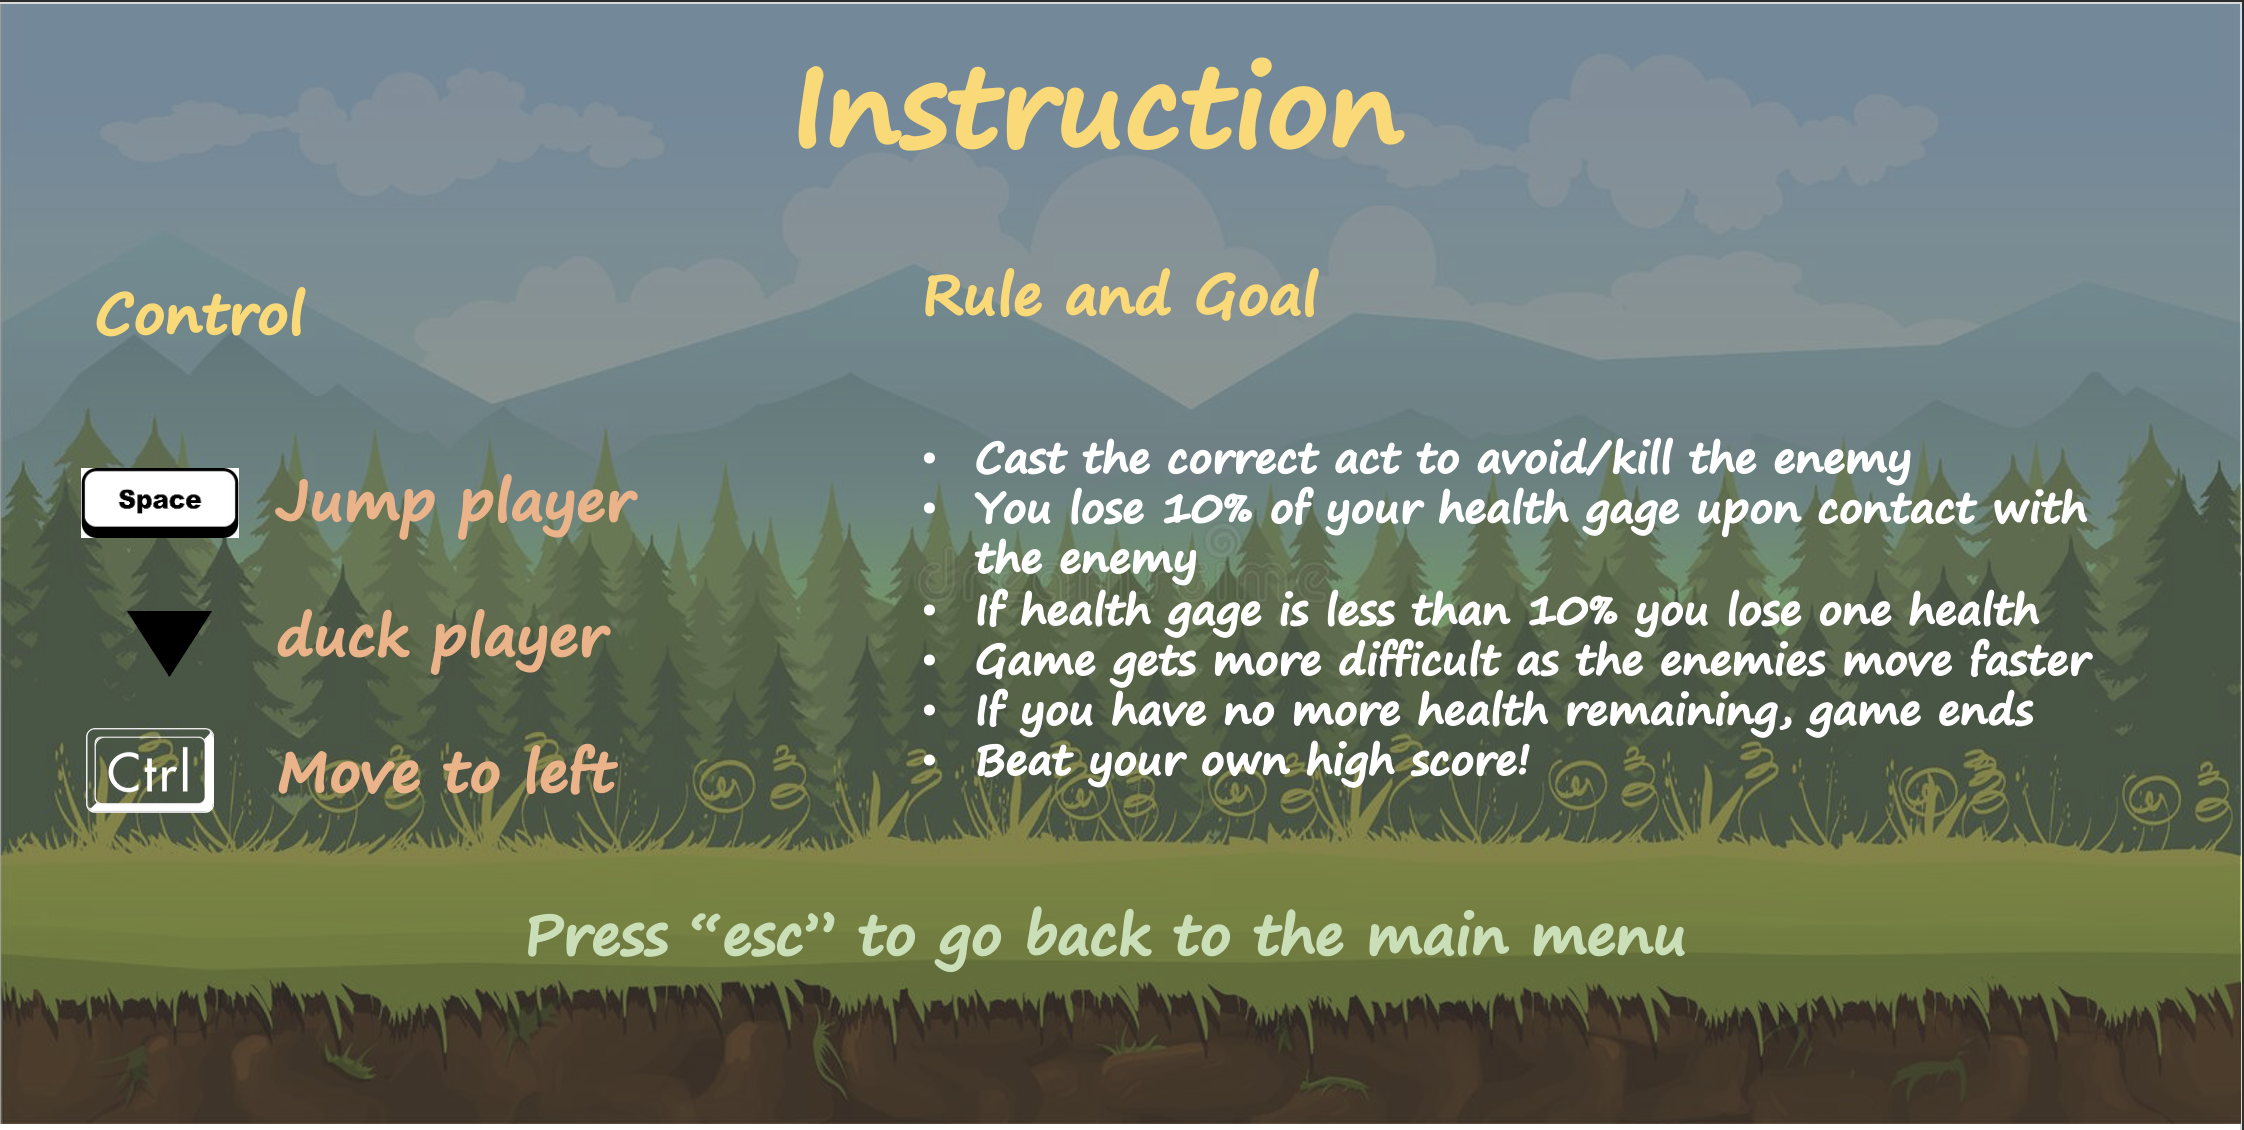 Instruction
Control
Space Jump player
duck player
Ctrl Move to left
Rule and Goal
• Cast the correct act to avoid/kill the enemy
• You lose 10% of your health gage upon contact with
the enemy
• If health gage is less than 10% you lose one health
• Game gets more difficult as the enemies move faster
• If you have no more health remaining, game ends
• Beat your own high score!
Press “esc” to go back to the main menu